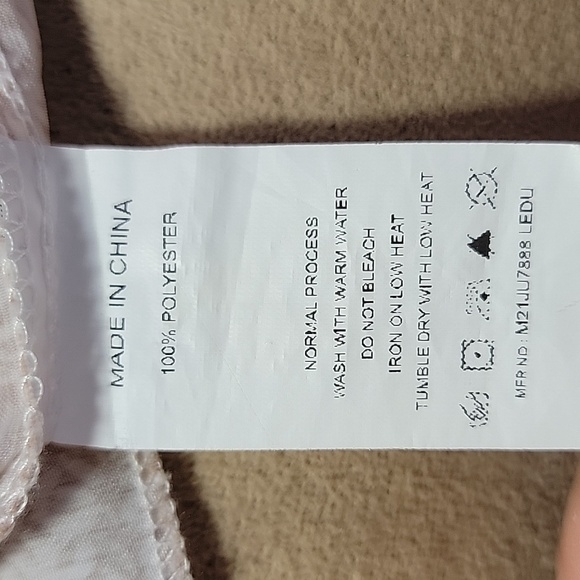 MADE IN CHINA
100% POLYESTER
NORMAL PROCESS
WASH WITH WARM WATER
DO NOT BLEACH
IRON ON LOW HEAT
TUMBLE DRY WITH LOW HEAT
MFR NO : M21JU7888 LEDU